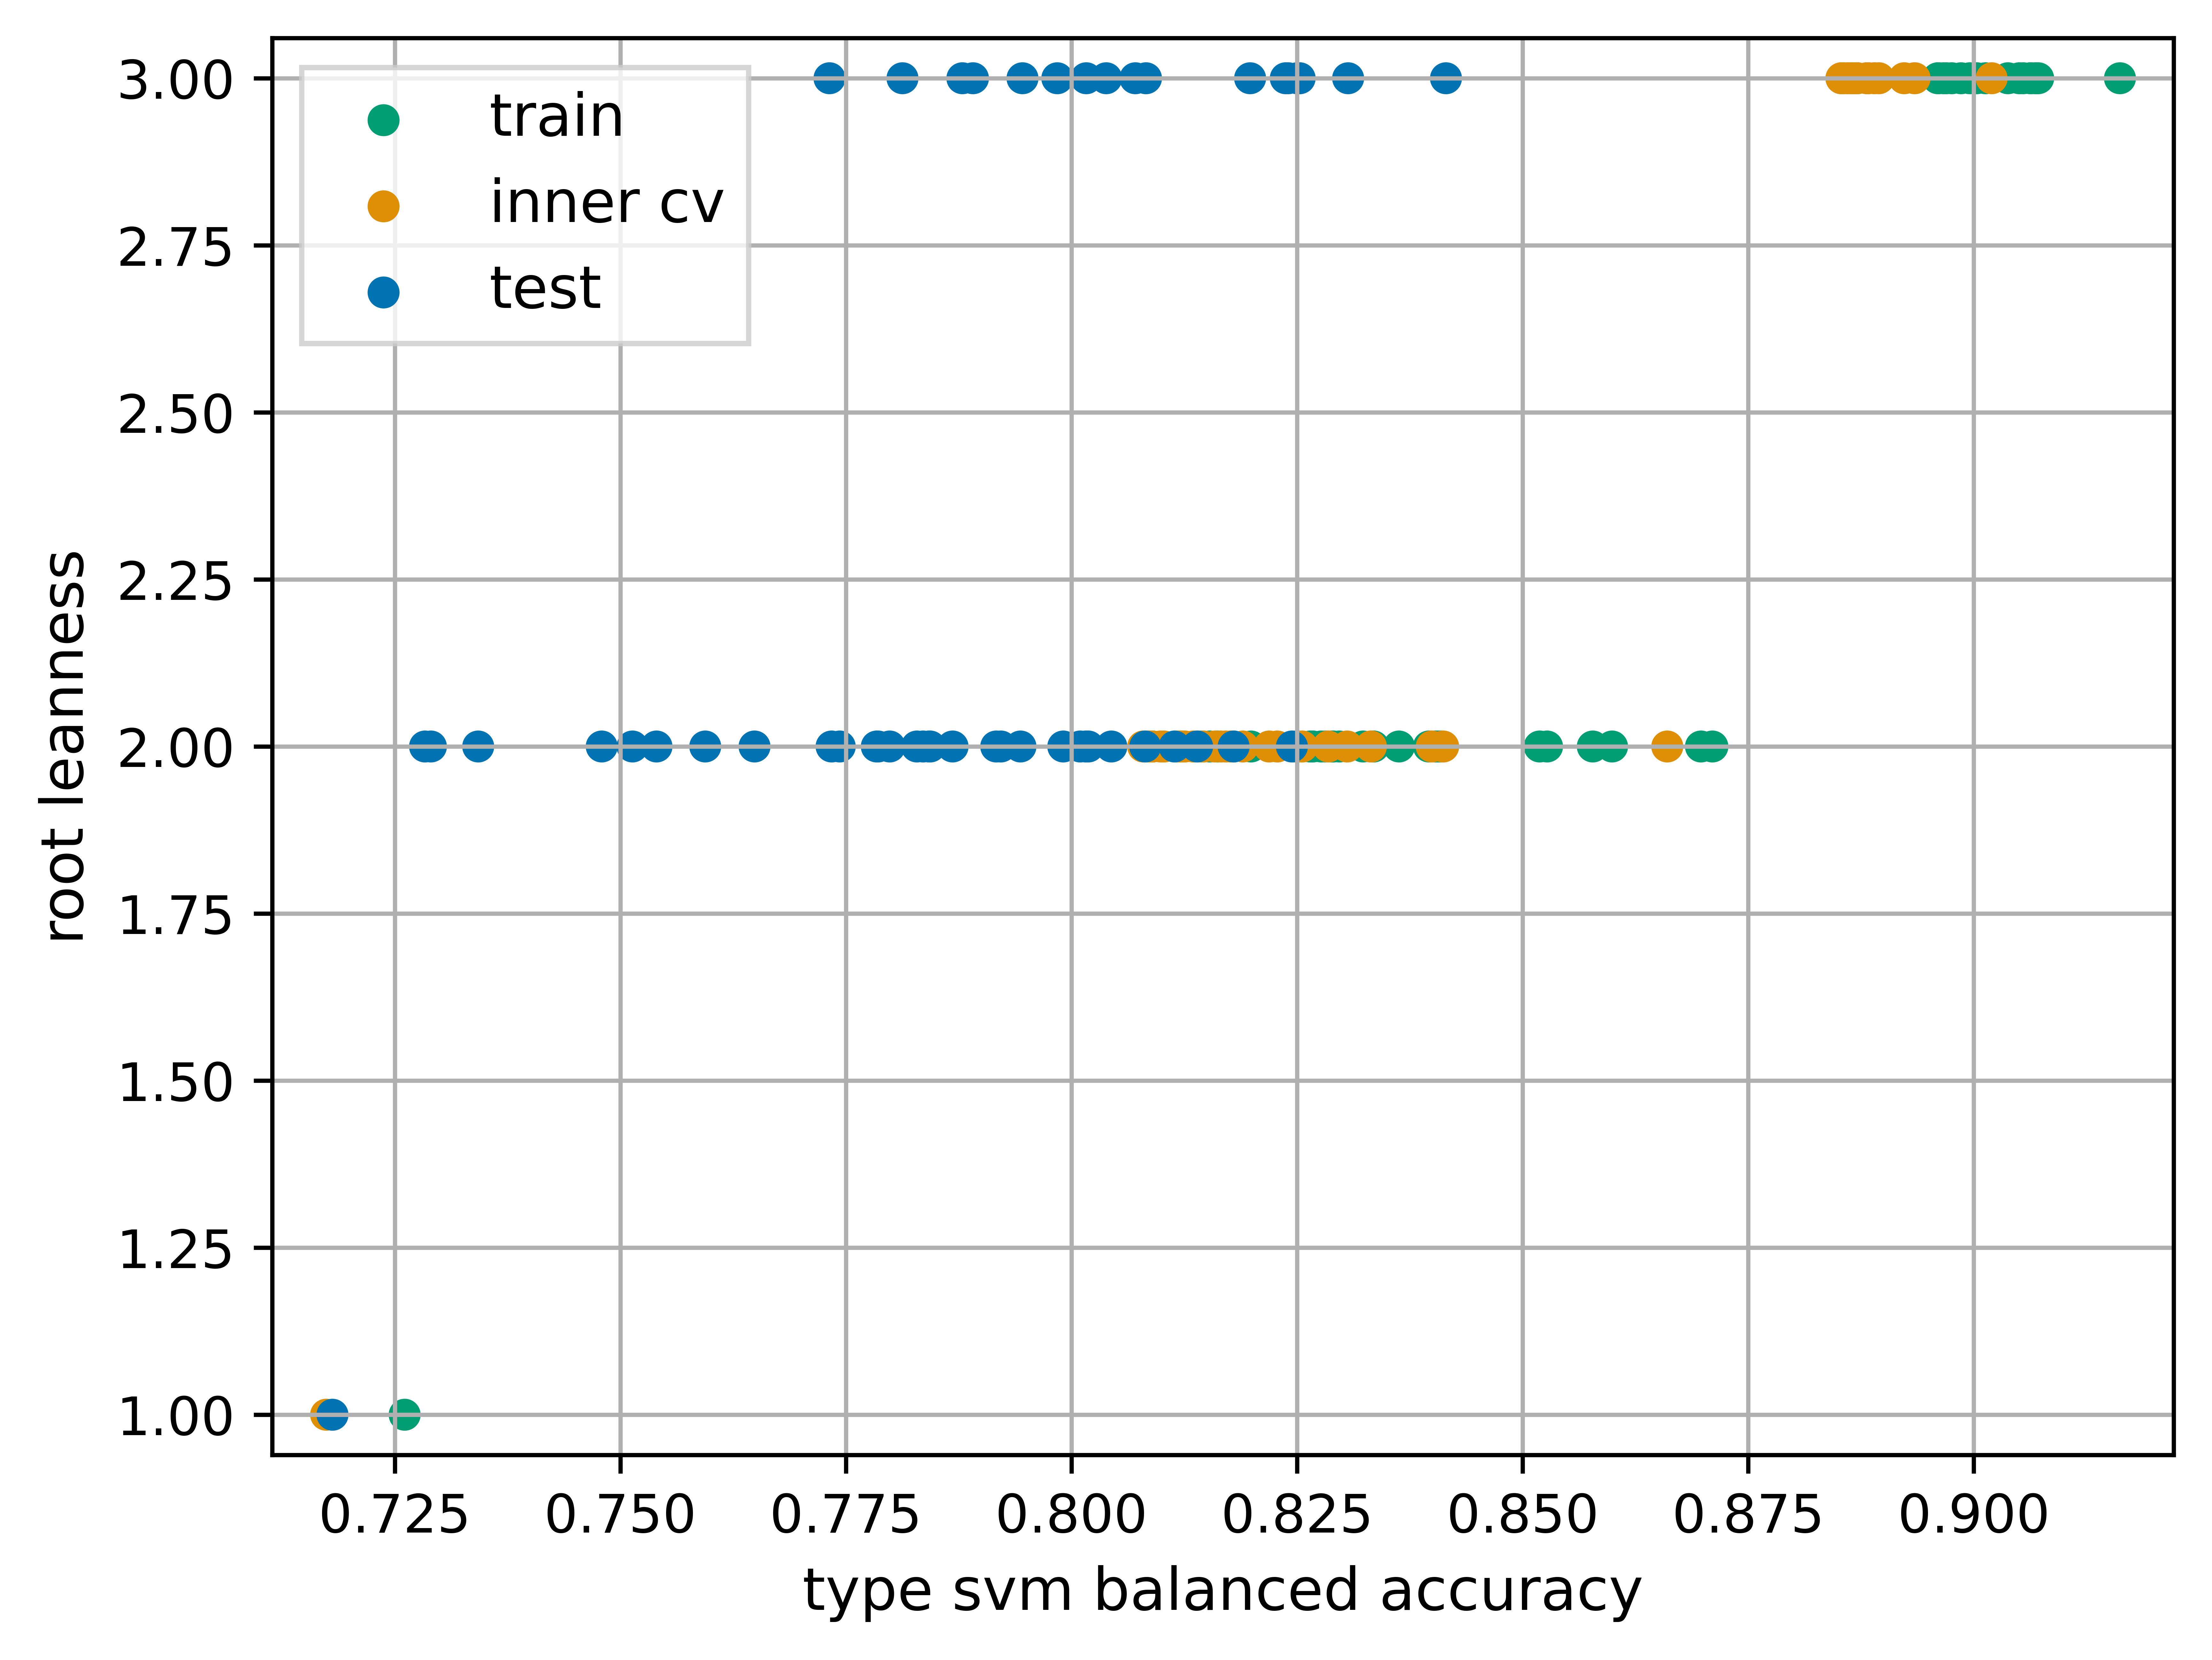 train
inner cv
test
3.00
2.75
2.50
2.25
2.00
1.75
1.50
1.25
1.00
root leanness
0.725 0.750 0.775 0.800 0.825 0.850 0.875 0.900
type svm balanced accuracy